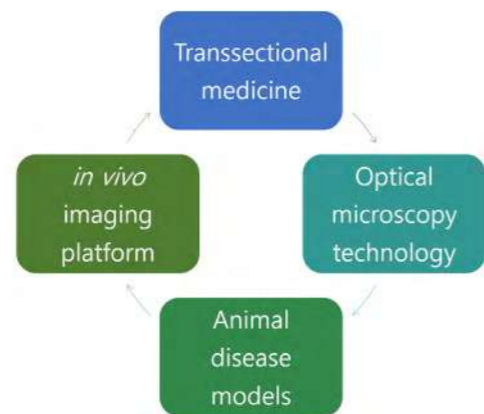 Transsectional
medicine
Optical
microscopy
technology
Animal
disease
models
in vivo
imaging
platform